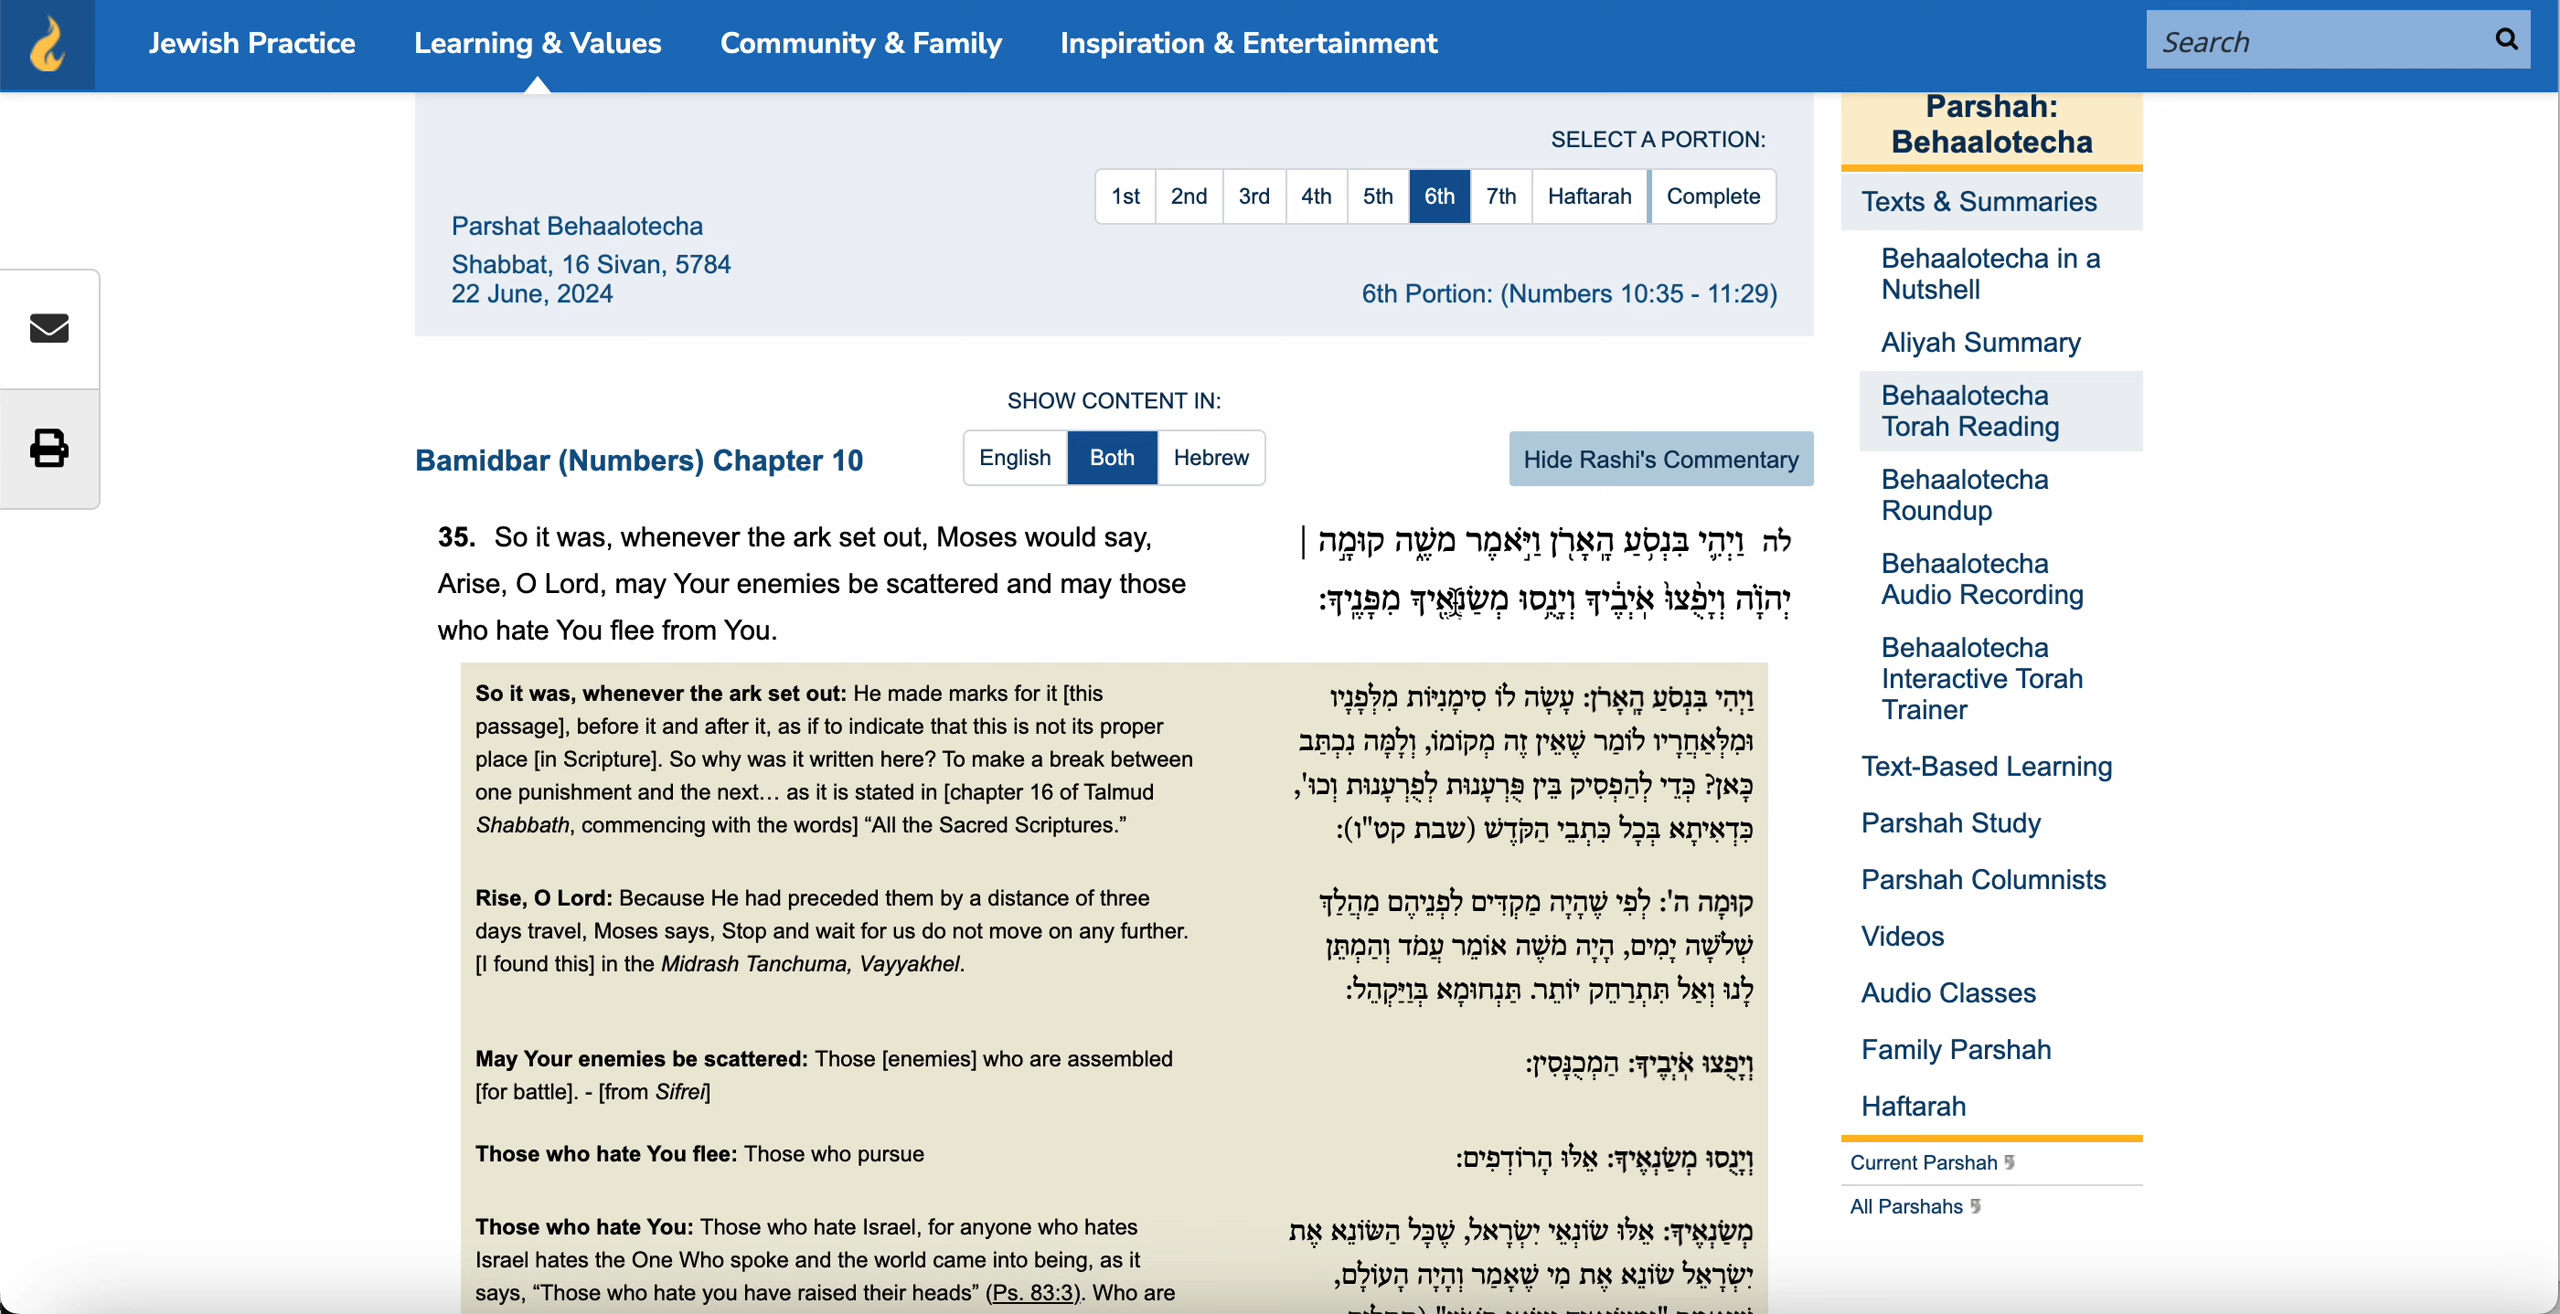 Jewish Practice
Learning & Values
Community & Family
Inspiration & Entertainment
Search
SELECT A PORTION:
1st 2nd 3rd 4th 5th 6th 7th Haftarah Complete
Parshat Behaalotecha
Shabbat, 16 Sivan, 5784
22 June, 2024
6th Portion: (Numbers 10:35 - 11:29)
SHOW CONTENT IN:
English Both Hebrew
Bamidbar (Numbers) Chapter 10
Hide Rashi's Commentary
35. So it was, whenever the ark set out, Moses would say,
Arise, O Lord, may Your enemies be scattered and may those
who hate You flee from You.
לה וַיְהִ֛י בִּנְסֹ֥עַ הָֽאָרֹ֖ן וַיֹּ֣אמֶר משֶׁ֑ה קוּמָ֣ה |
יְהֹוָ֗ה וְיָפֻ֨צוּ֙ אֹֽיְבֶ֔יךָ וְיָנֻ֥סוּ מְשַׂנְאֶ֖יךָ מִפָּנֶֽיךָ:
So it was, whenever the ark set out: He made marks for it [this
passage], before it and after it, as if to indicate that this is not its proper
place [in Scripture]. So why was it written here? To make a break between
one punishment and the next… as it is stated in [chapter 16 of Talmud
Shabbath, commencing with the words] “All the Sacred Scriptures.”
וַיְהִי בִּנְסֹעַ הָֽאָרֹן: עָשָׂה לוֹ סִימָנִיּוֹת מִלְּפָנָיו
וּמִלְּאַחֲרָיו לוֹמַר שֶׁאֵין זֶה מְקוֹמוֹ, וְלָמָּה נִכְתַּב
כָּאן? כְּדֵי לְהַפְסִיק בֵּין פֻּרְעָנוּת לְפֻרְעָנוּת וְכוּ',
כִּדְאִיתָא בְּכָל כִּתְבֵי הַקֹּדֶשׁ (שבת קט"ו):
Rise, O Lord: Because He had preceded them by a distance of three
days travel, Moses says, Stop and wait for us do not move on any further.
[I found this] in the Midrash Tanchuma, Vayyakhel.
קוּמָה ה': לְפִי שֶׁהָיָה מַקְדִּים לִפְנֵיהֶם מַהֲלַךְ
שְׁלֹשָׁה יָמִים, הָיָה מֹשֶׁה אוֹמֵר עֲמֹד וְהַמְתֵּן
לָנוּ וְאַל תִּתְרַחֵק יוֹתֵר. תַּנְחוּמָא בְּוַיַּקְהֵל:
May Your enemies be scattered: Those [enemies] who are assembled
[for battle]. - [from Sifrei]
וְיָפֻצוּ אֹֽיְבֶיךָ: הַמְכֻנָּסִין:
Those who hate You flee: Those who pursue
וְיָנֻסוּ מְשַׂנְאֶיךָ: אֵלּוּ הָרוֹדְפִים:
Those who hate You: Those who hate Israel, for anyone who hates
Israel hates the One Who spoke and the world came into being, as it
says, “Those who hate you have raised their heads” (Ps. 83:3). Who are
מְשַׂנְאֶיךָ: אֵלּוּ שׂוֹנְאֵי יִשְׂרָאֵל, שֶׁכָּל הַשּׂוֹנֵא אֶת
יִשְׂרָאֵל שׂוֹנֵא אֶת מִי שֶׁאָמַר וְהָיָה הָעוֹלָם,
Parshah:
Behaalotecha
Texts & Summaries
Behaalotecha in a
Nutshell
Aliyah Summary
Behaalotecha
Torah Reading
Behaalotecha
Roundup
Behaalotecha
Audio Recording
Behaalotecha
Interactive Torah
Trainer
Text-Based Learning
Parshah Study
Parshah Columnists
Videos
Audio Classes
Family Parshah
Haftarah
Current Parshah
All Parshahs